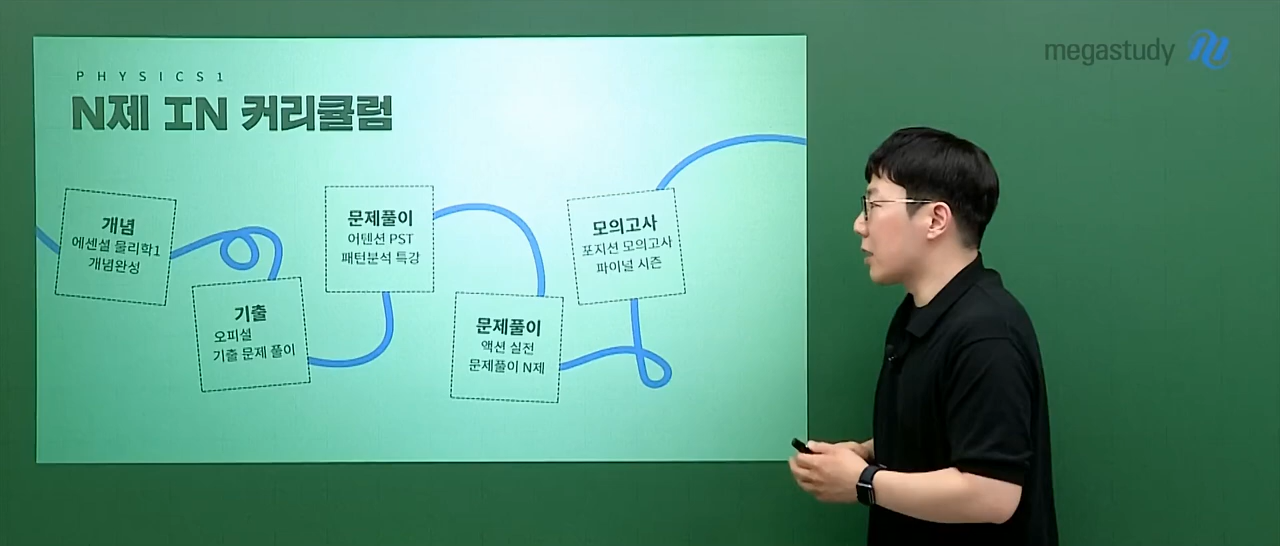 megastudy
PHYSICS1
N제 IN 커리큘럼
개념
에센셜 물리학1
개념완성
기출
오피셜
기출 문제 풀이
문제풀이
어텐션 PST
패턴분석 특강
문제풀이
액션 실전
문제풀이 N제
모의고사
포지션 모의고사
파이널 시즌